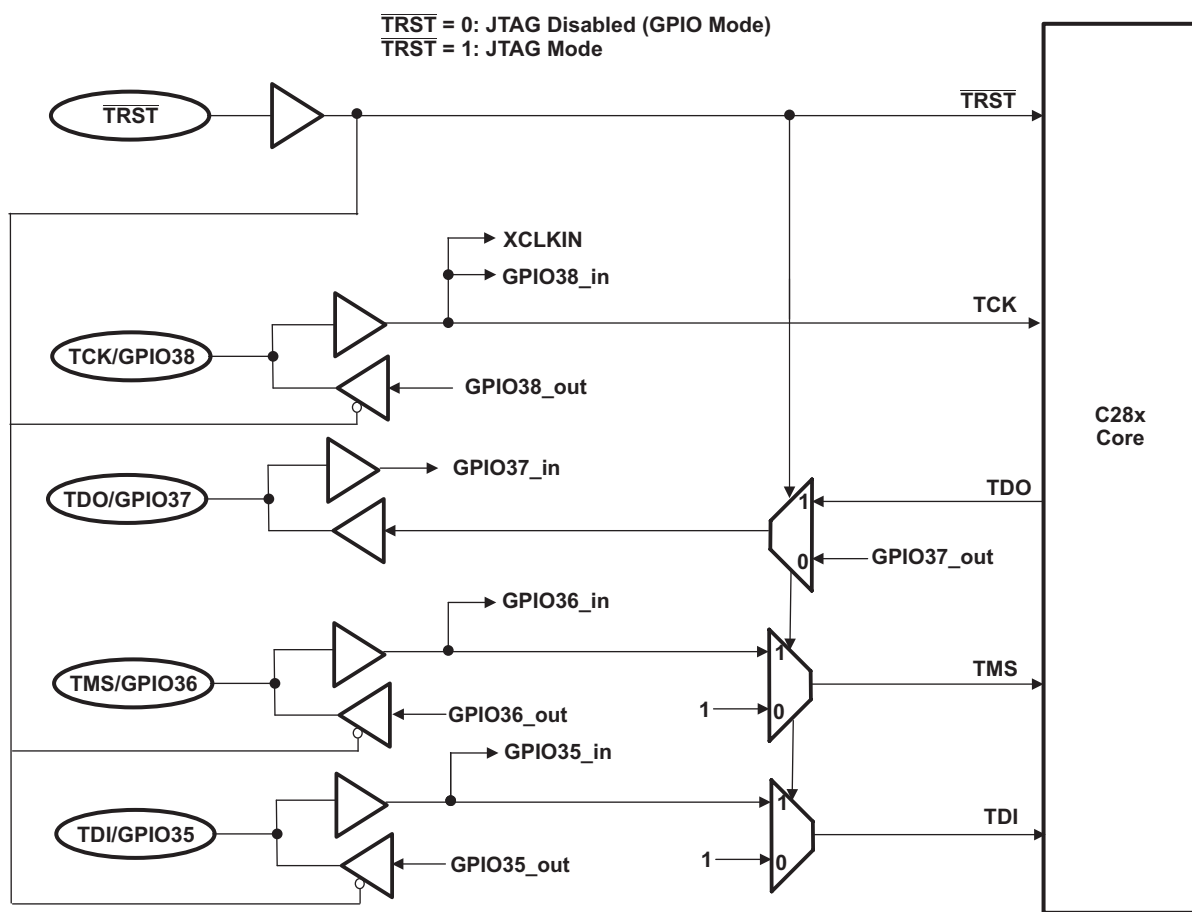 TRST = 0: JTAG Disabled (GPIO Mode)
TRST = 1: JTAG Mode
TRST
TRST
XCLKIN
GPIO38_in
TCK
TCK/GPIO38
GPIO38_out
C28x
Core
GPIO37_in
TDO/GPIO37
1
TDO
0
GPIO37_out
GPIO36_in
1
TMS/GPIO36
TMS
GPIO36_out
1
0
GPIO35_in
1
TDI/GPIO35
TDI
GPIO35_out
1
0